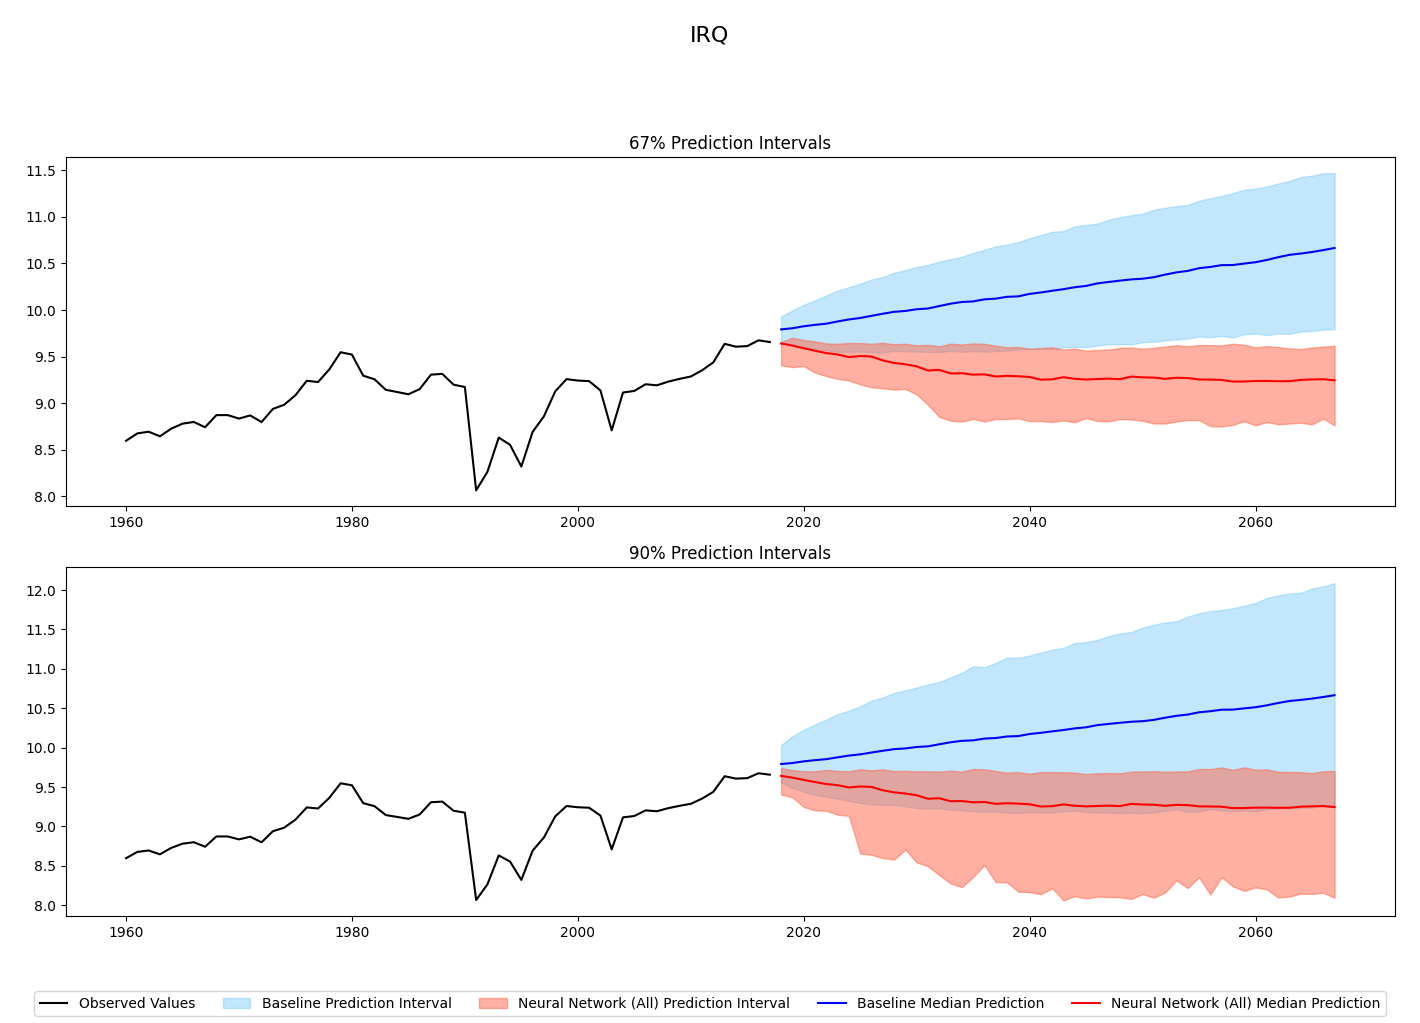 IRQ
67% Prediction Intervals
11.5
11.0
10.5
10.0
9.5
9.0
8.5
8.0
1960 1980 2000 2020 2040 2060
90% Prediction Intervals
12.0
11.5
11.0
10.5
10.0
9.5
9.0
8.5
8.0
1960 1980 2000 2020 2040 2060
Observed Values Baseline Prediction Interval Neural Network (All) Prediction Interval Baseline Median Prediction Neural Network (All) Median Prediction